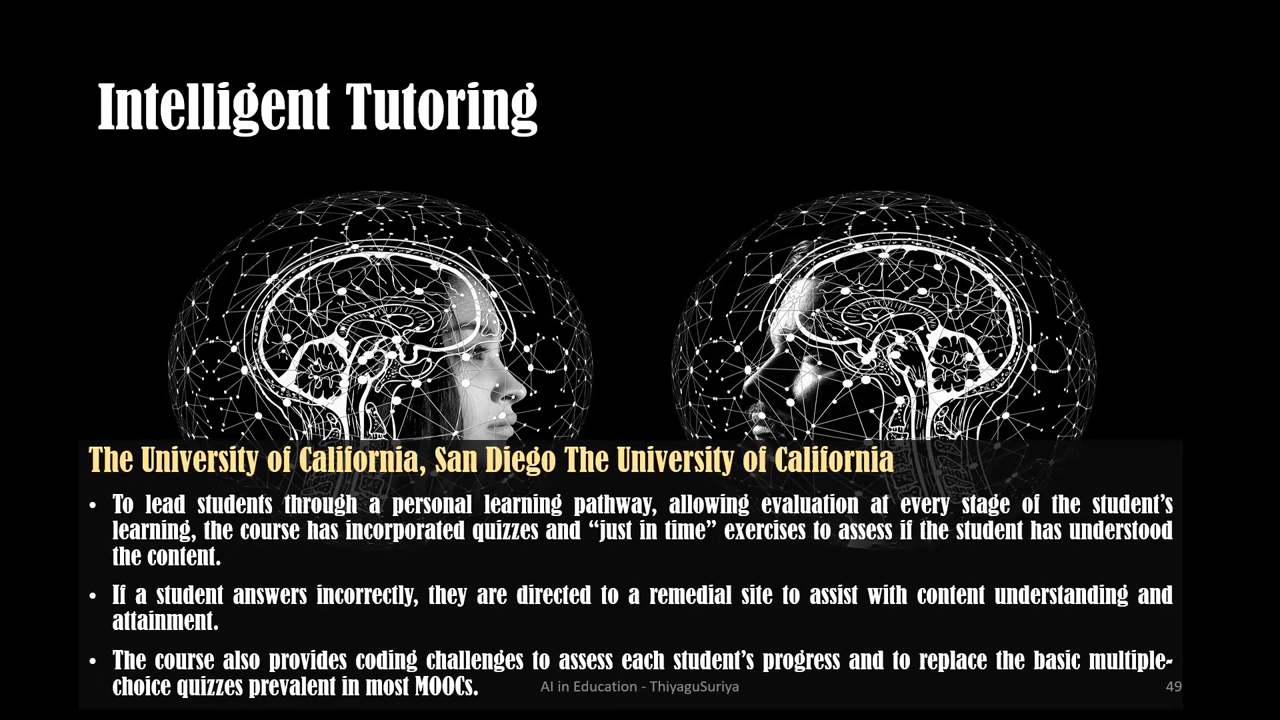 Intelligent Tutoring
The University of California, San Diego The University of California
• To lead students through a personal learning pathway, allowing evaluation at every stage of the student’s
learning, the course has incorporated quizzes and “just in time” exercises to assess if the student has understood
the content.
• If a student answers incorrectly, they are directed to a remedial site to assist with content understanding and
attainment.
• The course also provides coding challenges to assess each student’s progress and to replace the basic multiple-
choice quizzes prevalent in most MOOCs.
AI in Education - ThiyaguSuriya
49